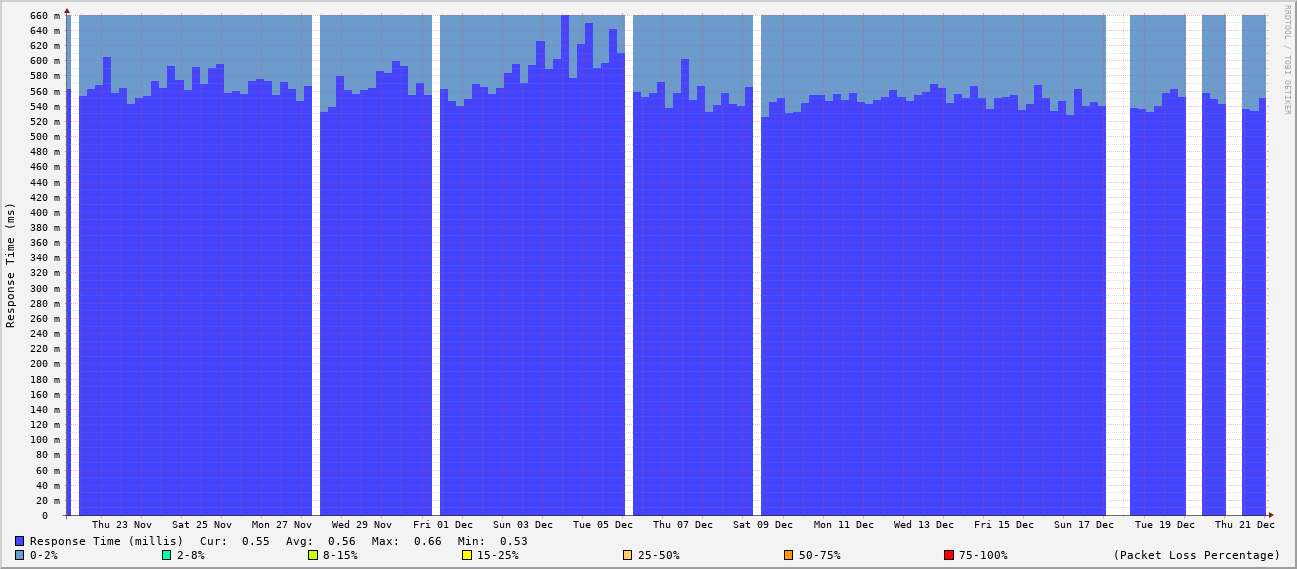 RRDTOOL / TOBI OETIKER
Response Time (ms)
660 m
640 m
620 m
600 m
580 m
560 m
540 m
520 m
500 m
480 m
460 m
440 m
420 m
400 m
380 m
360 m
340 m
320 m
300 m
280 m
260 m
240 m
220 m
200 m
180 m
160 m
140 m
120 m
100 m
80 m
60 m
40 m
20 m
0
Thu 23 Nov Sat 25 Nov Mon 27 Nov Wed 29 Nov Fri 01 Dec Sun 03 Dec Tue 05 Dec Thu 07 Dec Sat 09 Dec Mon 11 Dec Wed 13 Dec Fri 15 Dec Sun 17 Dec Tue 19 Dec Thu 21 Dec
Response Time (millis) Cur: 0.55 Avg: 0.56 Max: 0.66 Min: 0.53
0-2% 2-8% 8-15% 15-25% 25-50% 50-75% 75-100% (Packet Loss Percentage)